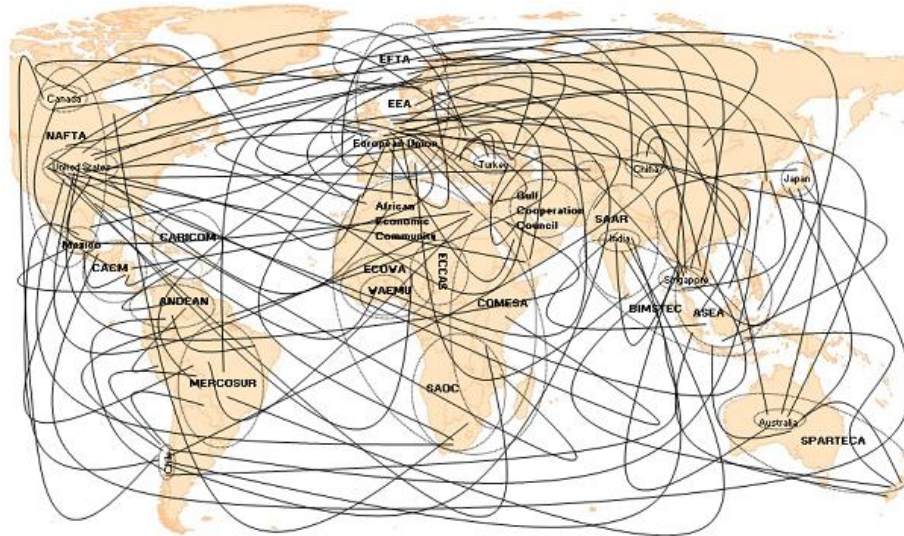 EFTA
Canada
EEA
NAFTA
European Union
United States
Turkey
China
Japan
African
Economic
Community
Gulf
Cooperation
Council
SAAR
India
Mexico
CARICOM
CACM
ECOWA
WAEMU
ECCAS
Singapore
ANDEAN
COMESA
BIMSTEC
ASEA
MERCOSUR
SADC
Australia
SPARTECA